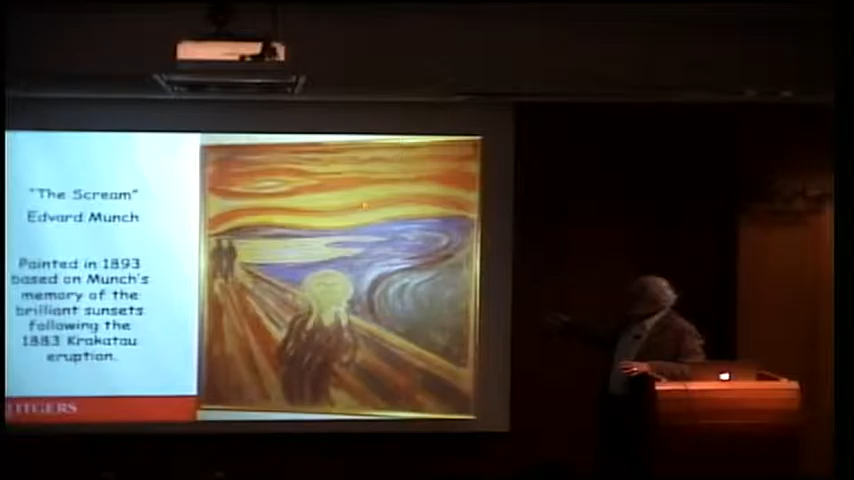 "The Scream"
Edvard Munch
Painted in 1893
based on Munch's
memory of the
brilliant sunsets
following the
1883 Krakatau
eruption.
RUTGERS